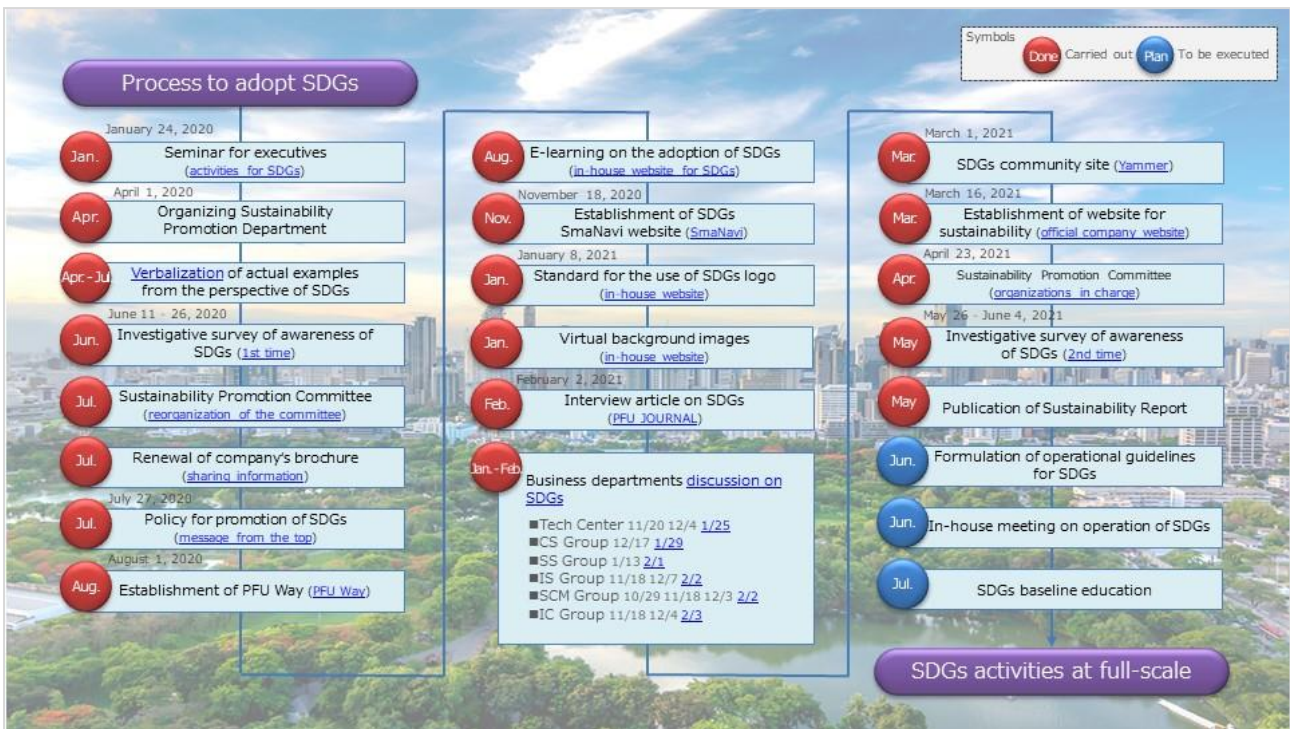 Symbols
Done Carried out Plan To be executed
Process to adopt SDGs
January 24, 2020
Jan.
Seminar for executives
(activities for SDGs)
April 1, 2020
Apr.
Organizing Sustainability
Promotion Department
Apr.-Jul
Verbalization of actual examples
from the perspective of SDGs
June 11 - 26, 2020
Jun.
Investigative survey of awareness of
SDGs (1st time)
Jul.
Sustainability Promotion Committee
(reorganization of the committee)
Jul.
Renewal of company's brochure
(sharing information)
July 27, 2020
Jul.
Policy for promotion of SDGs
(message from the top)
August 1, 2020
Aug.
Establishment of PFU Way (PFU Way)
Aug.
E-learning on the adoption of SDGs
(in-house website for SDGs)
November 18, 2020
Nov.
Establishment of SDGs
SmaNavi website (SmaNavi)
January 8, 2021
Jan.
Standard for the use of SDGs logo
(in-house website)
Jan.
Virtual background images
(in-house website)
February 2, 2021
Feb.
Interview article on SDGs
(PFU JOURNAL)
Jan.-Feb.
Business departments discussion on
SDGs
■Tech Center 11/20 12/4 1/25
■CS Group 12/17 1/29
■SS Group 1/13 2/1
■IS Group 11/18 12/7 2/2
■SCM Group 10/29 11/18 12/3 2/2
■IC Group 11/18 12/4 2/3
March 1, 2021
Mar.
SDGs community site (Yammer)
March 16, 2021
Mar.
Establishment of website for
sustainability (official company website)
April 23, 2021
Apr.
Sustainability Promotion Committee
(organizations in charge)
May 26 - June 4, 2021
May
Investigative survey of awareness
of SDGs (2nd time)
May
Publication of Sustainability Report
Jun.
Formulation of operational guidelines
for SDGs
Jun.
In-house meeting on operation of SDGs
Jul.
SDGs baseline education
SDGs activities at full-scale